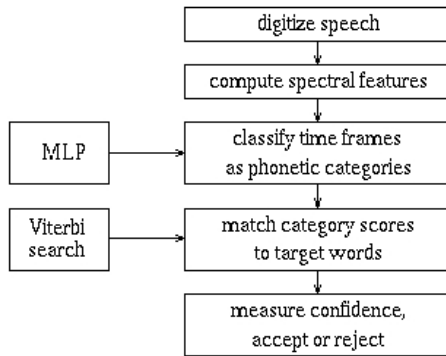 digitize speech
compute spectral features
MLP
classify time frames
as phonetic categories
Viterbi
search
match category scores
to target words
measure confidence,
accept or reject